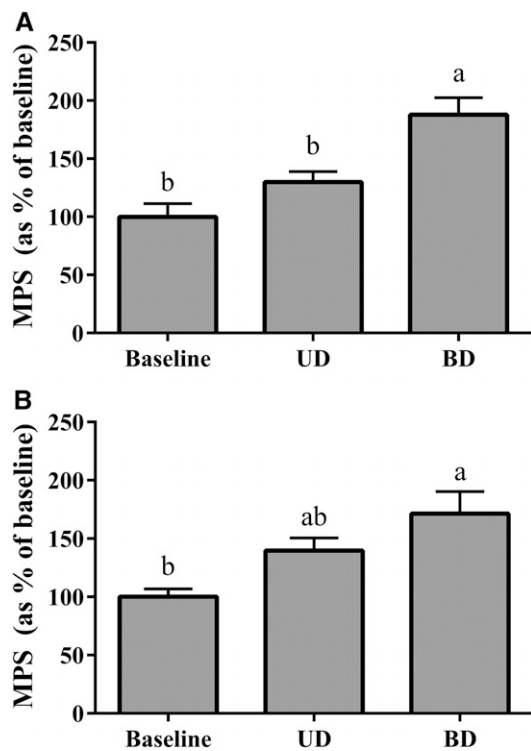 A
MPS (as % of baseline)
250
200
150
100
50
0
b
b
a
Baseline UD BD
B
MPS (as % of baseline)
250
200
150
100
50
0
b
ab
a
Baseline UD BD